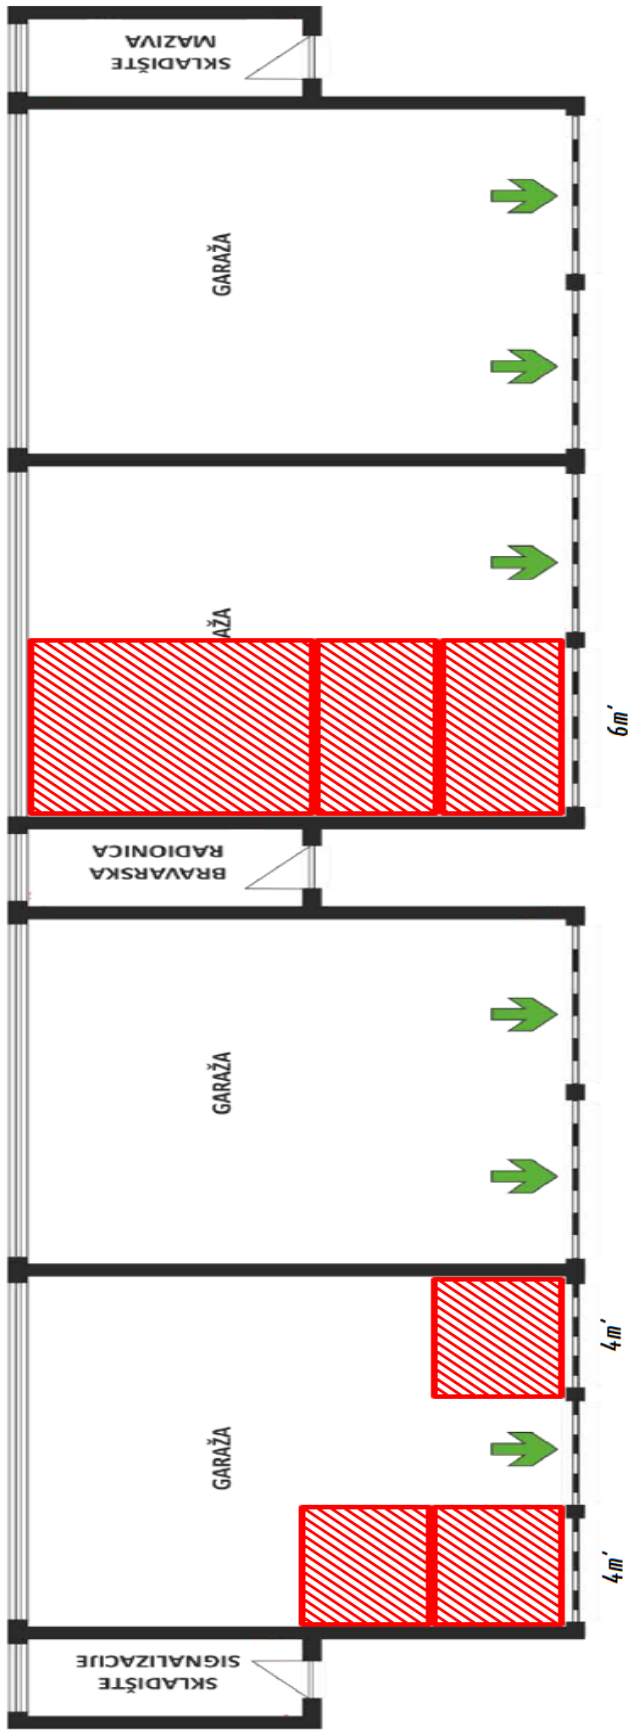 SKLADIŠTE
MAZIVA
GARAŽA
AŽA
6m'
BRAVARSKA
RADIONICA
GARAŽA
4m'
GARAŽA
4m'
SKLADIŠTE
SIGNALIZACIJE